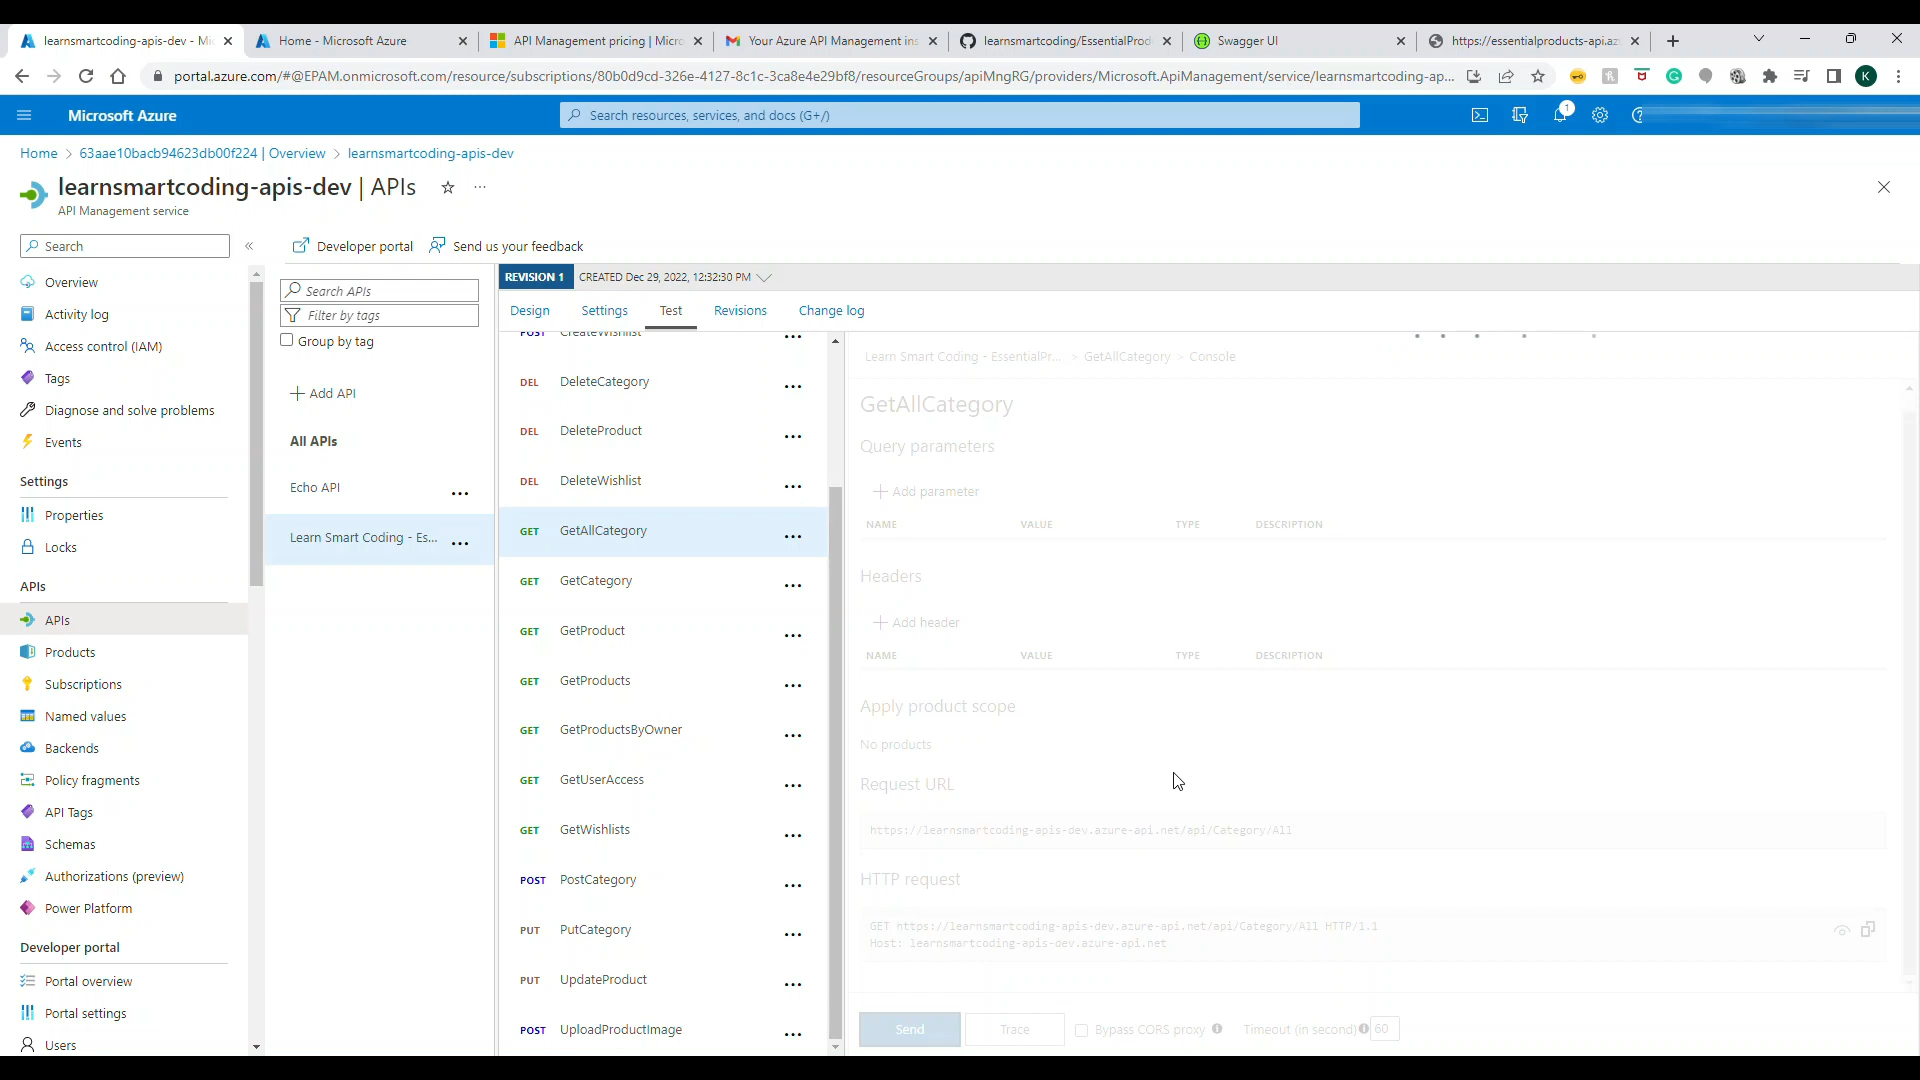 learnsmartcoding-apis-dev - Mi
Home - Microsoft Azure
API Management pricing | Micro
Your Azure API Management ins
learnsmartcoding/EssentialProd
Swagger UI
https://essentialproducts-api.az
portal.azure.com/#@EPAM.onmicrosoft.com/resource/subscriptions/80b0d9cd-326e-4127-8c1c-3ca8e4e29bf8/resourceGroups/apiMngRG/providers/Microsoft.ApiManagement/service/learnsmartcoding-ap...
K
Microsoft Azure
Search resources, services, and docs (G+/)
1
Home > 63aae10bacb94623db00f224 | Overview > learnsmartcoding-apis-dev
learnsmartcoding-apis-dev | APIs
API Management service
Search
Developer portal
Send us your feedback
Overview
Activity log
Access control (IAM)
Tags
Diagnose and solve problems
Events
Settings
Properties
Locks
APIs
APIs
Products
Subscriptions
Named values
Backends
Policy fragments
API Tags
Schemas
Authorizations (preview)
Power Platform
Developer portal
Portal overview
Portal settings
Users
Search APIs
Filter by tags
Group by tag
Add API
All APIs
Echo API
Learn Smart Coding - Es...
REVISION 1 CREATED Dec 29, 2022, 12:32:30 PM
Design Settings Test Revisions Change log
POST CreateWishlist
DEL DeleteCategory
DEL DeleteProduct
DEL DeleteWishlist
GET GetAllCategory
GET GetCategory
GET GetProduct
GET GetProducts
GET GetProductsByOwner
GET GetUserAccess
GET GetWishlists
POST PostCategory
PUT PutCategory
PUT UpdateProduct
POST UploadProductImage
Learn Smart Coding - EssentialPr... > GetAllCategory > Console
GetAllCategory
Query parameters
Add parameter
NAME VALUE TYPE DESCRIPTION
Headers
Add header
NAME VALUE TYPE DESCRIPTION
Apply product scope
No products
Request URL
https://learnsmartcoding-apis-dev.azure-api.net/api/Category/All
HTTP request
GET https://learnsmartcoding-apis-dev.azure-api.net/api/Category/All HTTP/1.1
Host: learnsmartcoding-apis-dev.azure-api.net
Send Trace Bypass CORS proxy Timeout (in second) 60